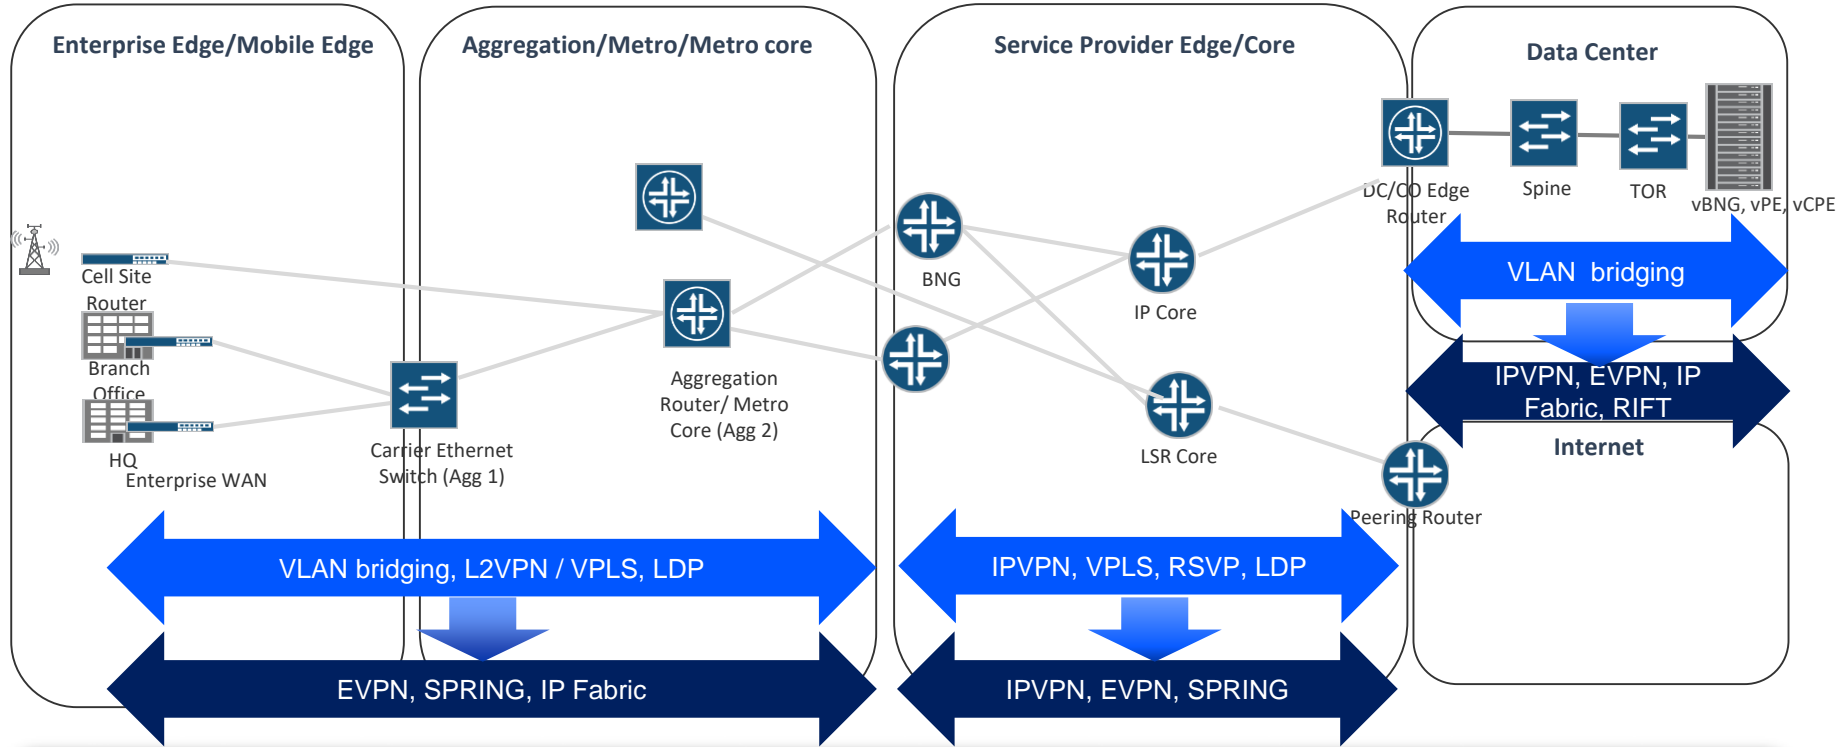 Enterprise Edge/Mobile Edge
Aggregation/Metro/Metro core
Service Provider Edge/Core
Data Center
Cell Site
Router
Branch
Office
HQ
Enterprise WAN
Carrier Ethernet
Switch (Agg 1)
Aggregation
Router/ Metro
Core (Agg 2)
BNG
IP Core
LSR Core
DC/CO Edge
Router
Spine
TOR
vBNG, vPE, vCPE
VLAN bridging
IPVPN, EVPN, IP
Fabric, RIFT
Internet
Peering Router
VLAN bridging, L2VPN / VPLS, LDP
IPVPN, VPLS, RSVP, LDP
EVPN, SPRING, IP Fabric
IPVPN, EVPN, SPRING